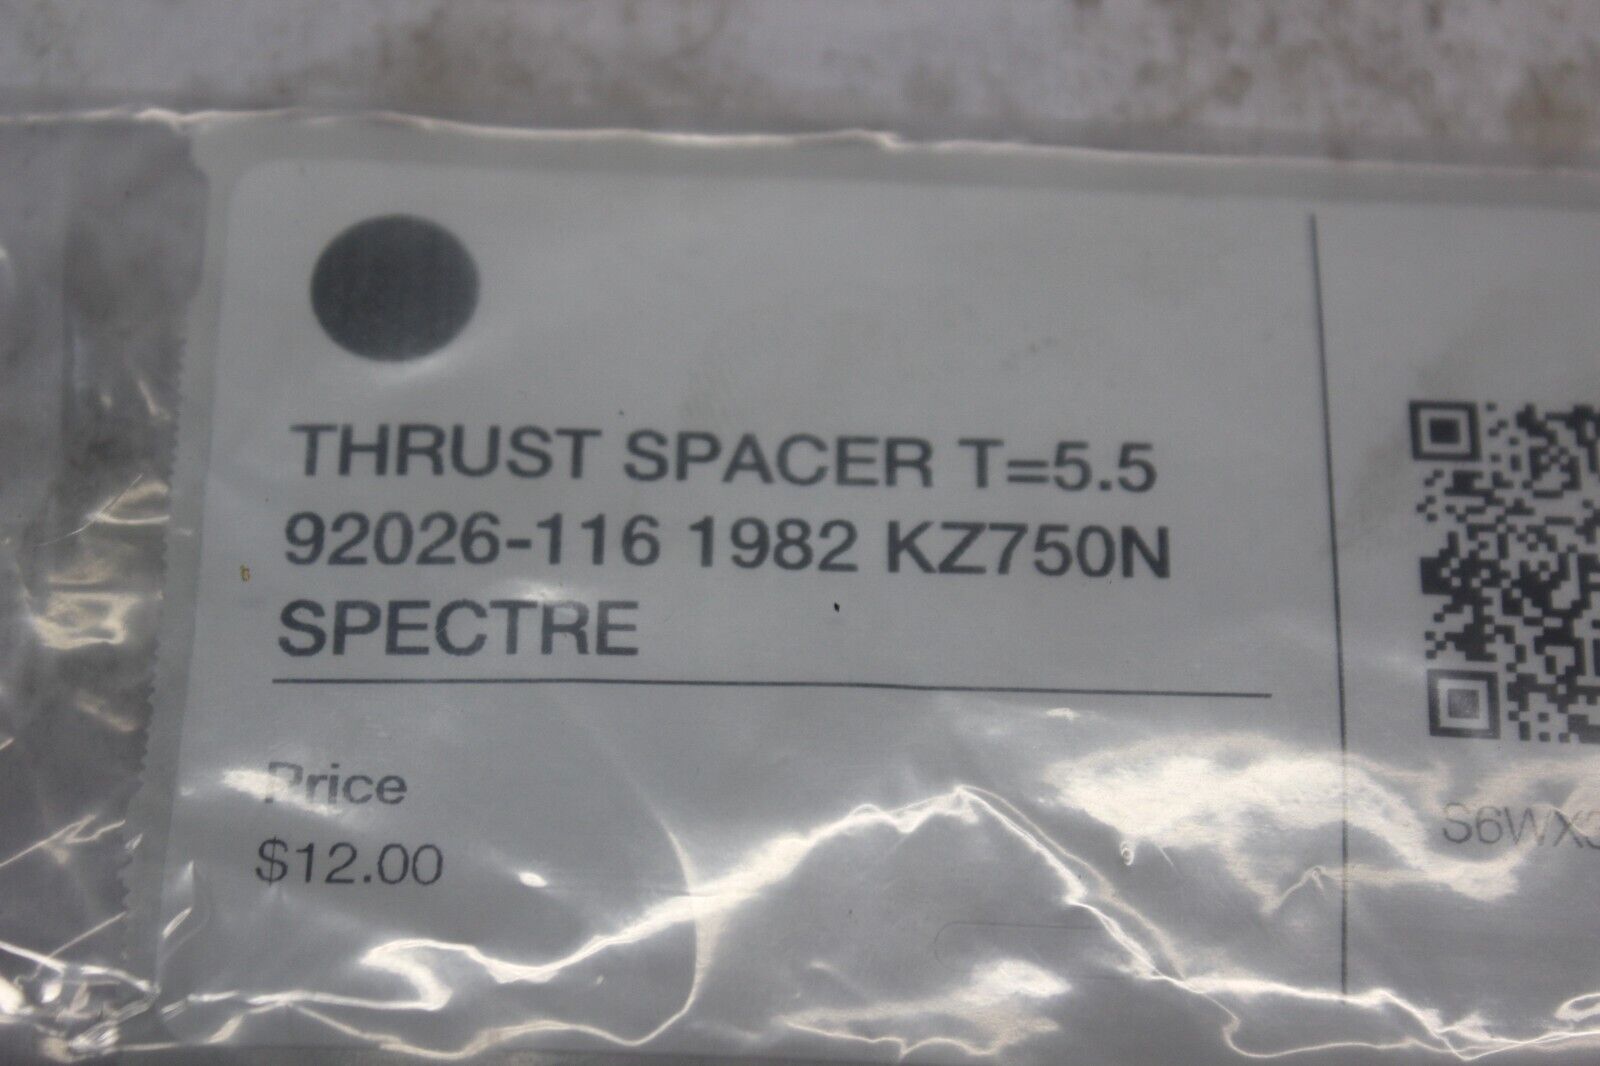 THRUST SPACER T=5.5
92026-116 1982 KZ750N
SPECTRE
Price
$12.00